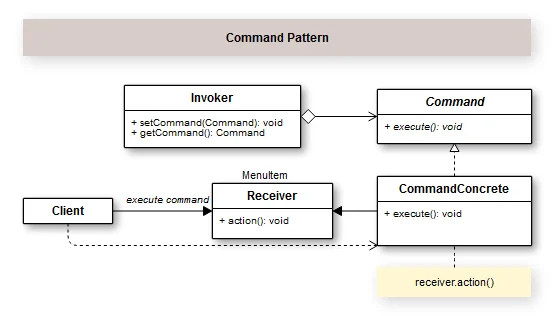 Command Pattern
Invoker
+ setCommand(Command): void
+ getCommand(): Command
Command
+ execute(): void
MenuItem
Client
execute command
Receiver
+ action(): void
CommandConcrete
+ execute(): void
receiver.action()